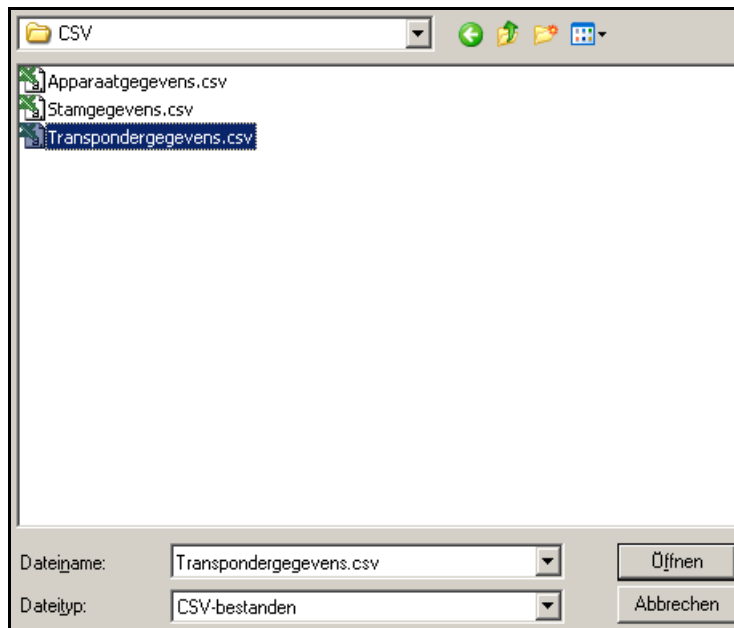 CSV
Apparaatgegevens.csv
Stamgegevens.csv
Transpondergegevens.csv
Dateiname: Transpondergegevens.csv Öffnen
Dateityp: CSV-bestanden Abbrechen